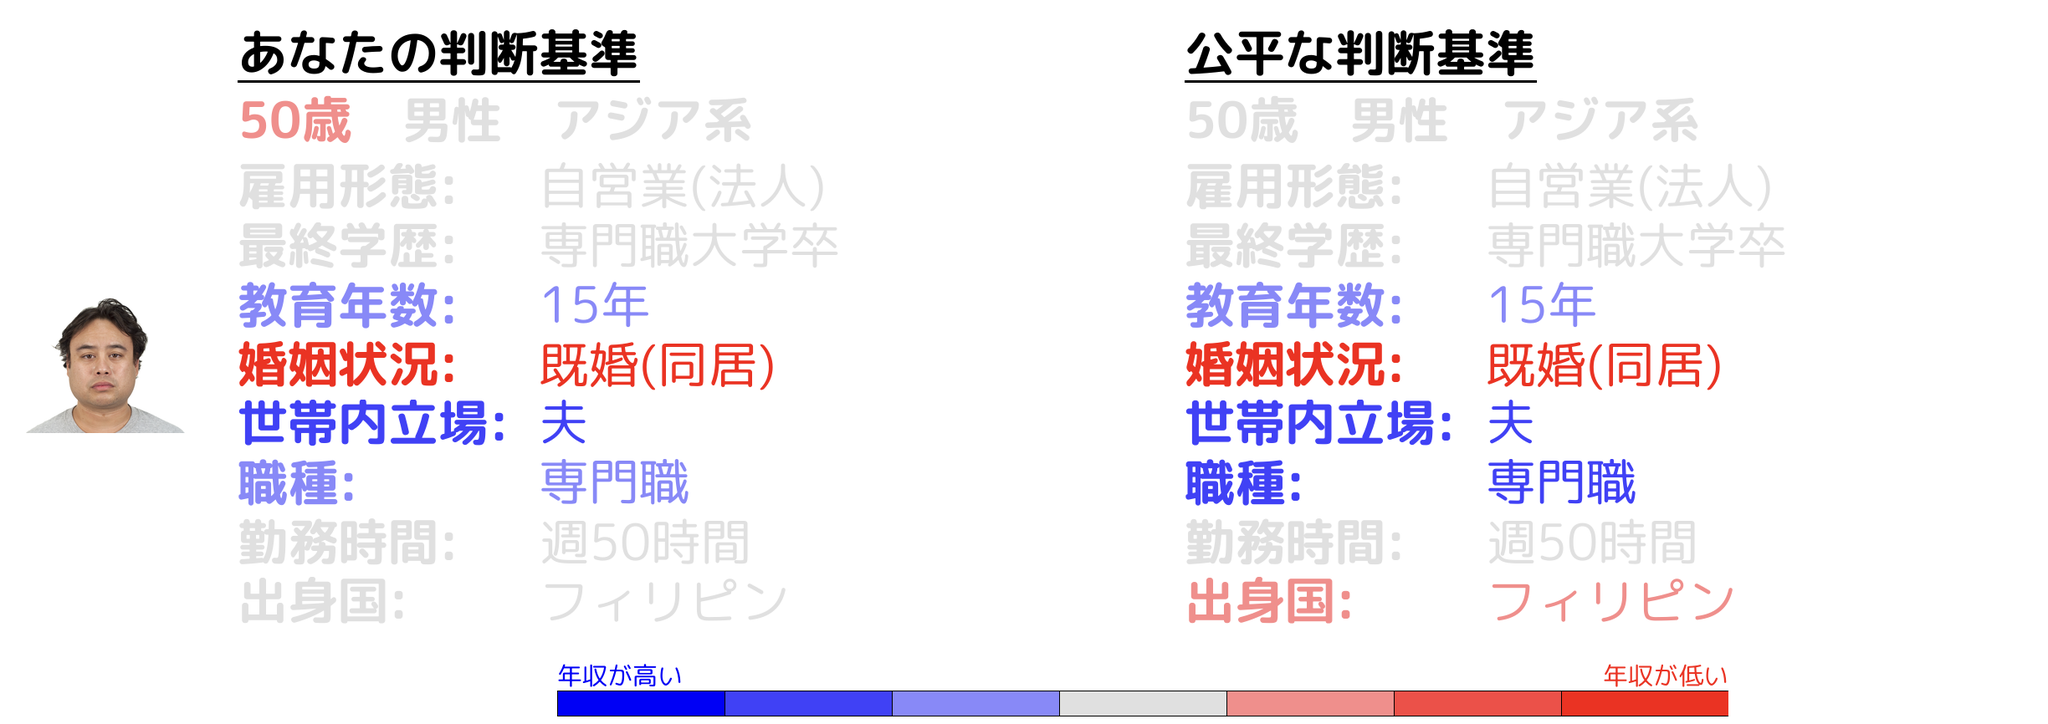 あなたの判断基準
50歳 男性 アジア系
雇用形態: 自営業(法人)
最終学歴: 専門職大学卒
教育年数: 15年
婚姻状況: 既婚(同居)
世帯内立場: 夫
職種: 専門職
勤務時間: 週50時間
出身国: フィリピン
公平な判断基準
50歳 男性 アジア系
雇用形態: 自営業(法人)
最終学歴: 専門職大学卒
教育年数: 15年
婚姻状況: 既婚(同居)
世帯内立場: 夫
職種: 専門職
勤務時間: 週50時間
出身国: フィリピン
年収が高い 年収が低い